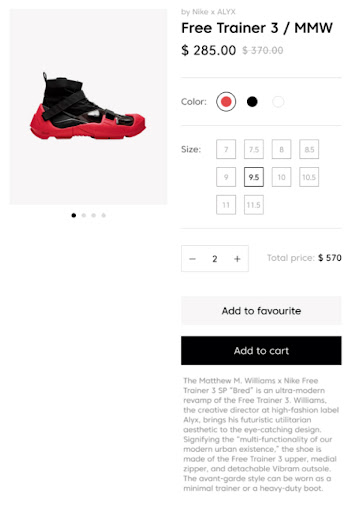 by Nike x ALYX
Free Trainer 3 / MMW
$ 285.00 $ 370.00
Color:
Size: 7 7,5 8 8.5
9 9.5 10 10,5
11 11.5
− 2 + Total price: $ 570
Add to favourite
Add to cart
The Matthew M. Williams x Nike Free
Trainer 3 SP "Bred" is an ultra-modern
revamp of the Free Trainer 3. Williams,
the creative director at high-fashion label
Alyx, brings his futuristic utilitarian
aesthetic to the eye-catching design.
Signifying the "multi-functionality of our
modern urban existence," the shoe is
made of the Free Trainer 3 upper, medial
zipper, and detachable Vibram outsole.
The avant-garde style can be worn as a
minimal trainer or a heavy-duty boot.